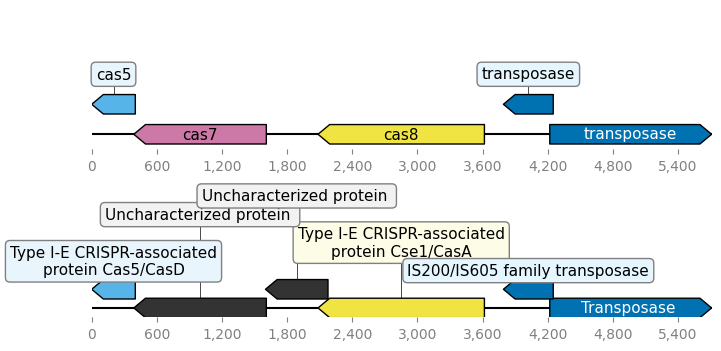 cas5
transposase
cas7
cas8
transposase
0
600
1,200
1,800
2,400
3,000
3,600
4,200
4,800
5,400
Uncharacterized protein
Uncharacterized protein
Type I-E CRISPR-associated
protein Cse1/CasA
Type I-E CRISPR-associated
protein Cas5/CasD
IS200/IS605 family transposase
Transposase
0
600
1,200
1,800
2,400
3,000
3,600
4,200
4,800
5,400